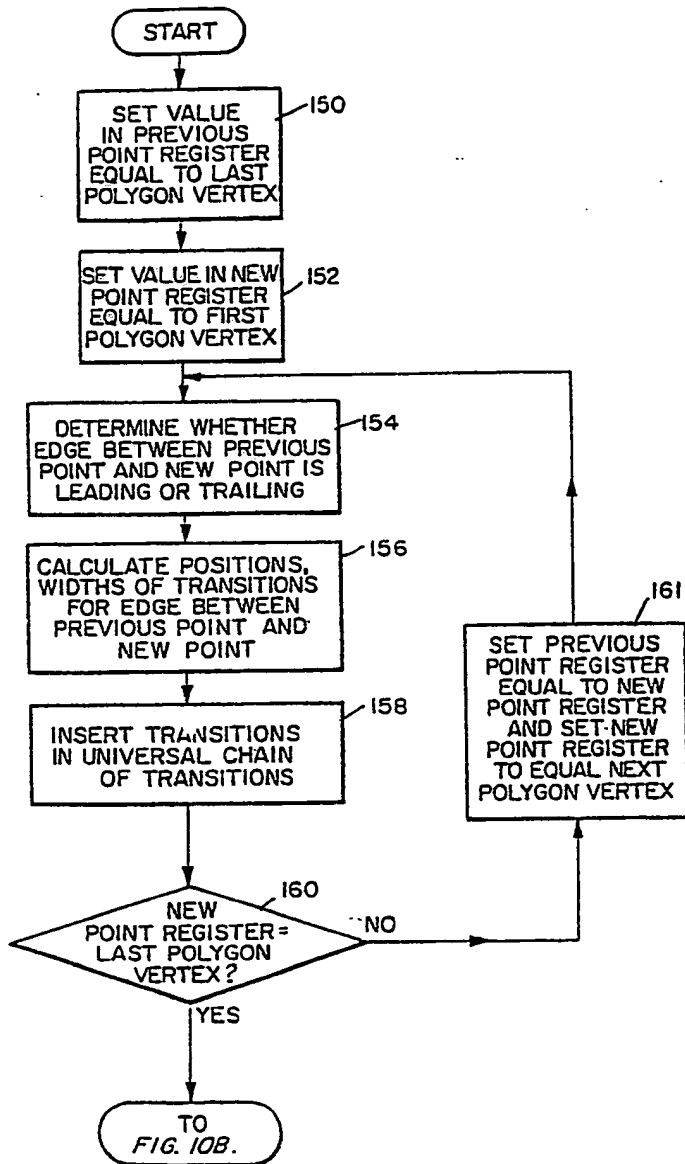 START
SET VALUE
IN PREVIOUS
POINT REGISTER
EQUAL TO LAST
POLYGON VERTEX
150
SET VALUE IN NEW
POINT REGISTER
EQUAL TO FIRST
POLYGON VERTEX
152
DETERMINE WHETHER
EDGE BETWEEN PREVIOUS
POINT AND NEW POINT IS
LEADING OR TRAILING
154
CALCULATE POSITIONS,
WIDTHS OF TRANSITIONS
FOR EDGE BETWEEN
PREVIOUS POINT AND
NEW POINT
156
INSERT TRANSITIONS
IN UNIVERSAL CHAIN
OF TRANSITIONS
158
NEW
POINT REGISTER=
LAST POLYGON
VERTEX?
160
NO
161
SET PREVIOUS
POINT REGISTER
EQUAL TO NEW
POINT REGISTER
AND SET-NEW
POINT REGISTER
TO EQUAL NEXT
POLYGON VERTEX
YES
TO
FIG. 10B.